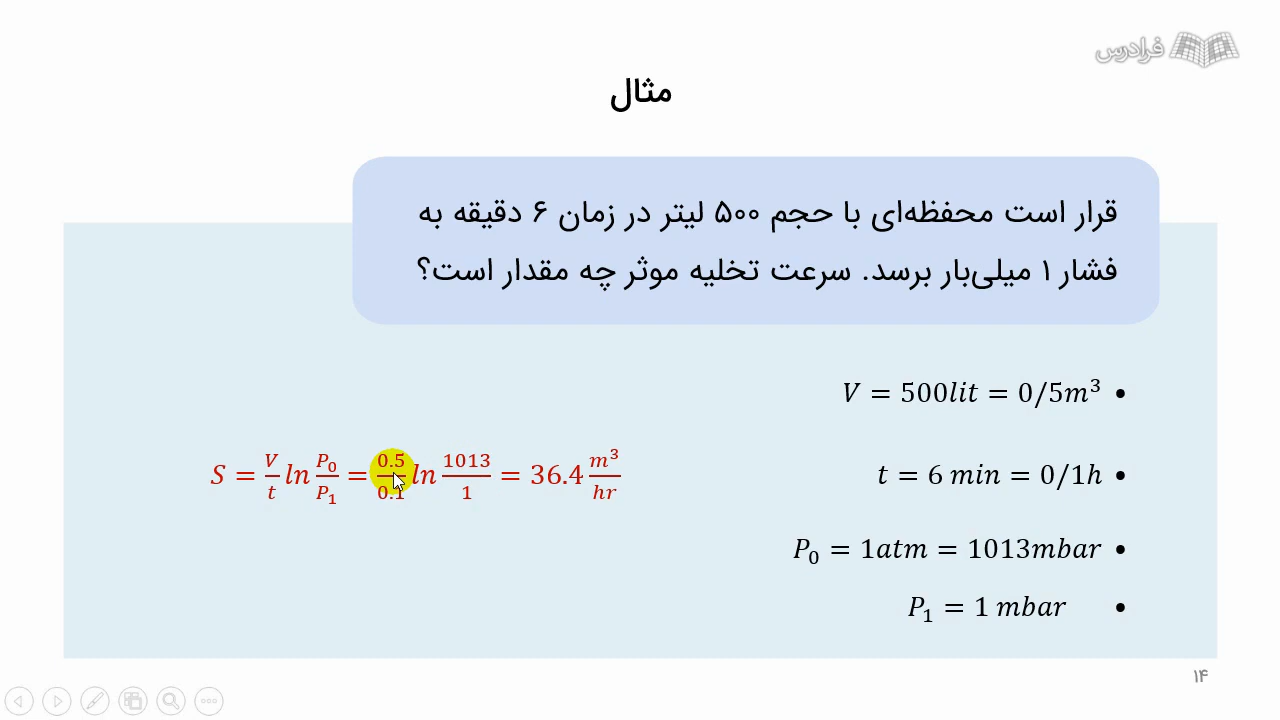 فرادرس
مثال
قرار است محفظه‌ای با حجم ۵۰۰ لیتر در زمان ۶ دقیقه به
فشار ۱ میلی‌بار برسد. سرعت تخلیه موثر چه مقدار است؟
V = 500lit = 0/5m³ •
t = 6 min = 0/1h •
P₀ = 1atm = 1013mbar •
P₁ = 1 mbar •
S = V/t ln P₀/P₁ = 0.5/0.1 ln 1013/1 = 36.4 m³/hr
۱۴